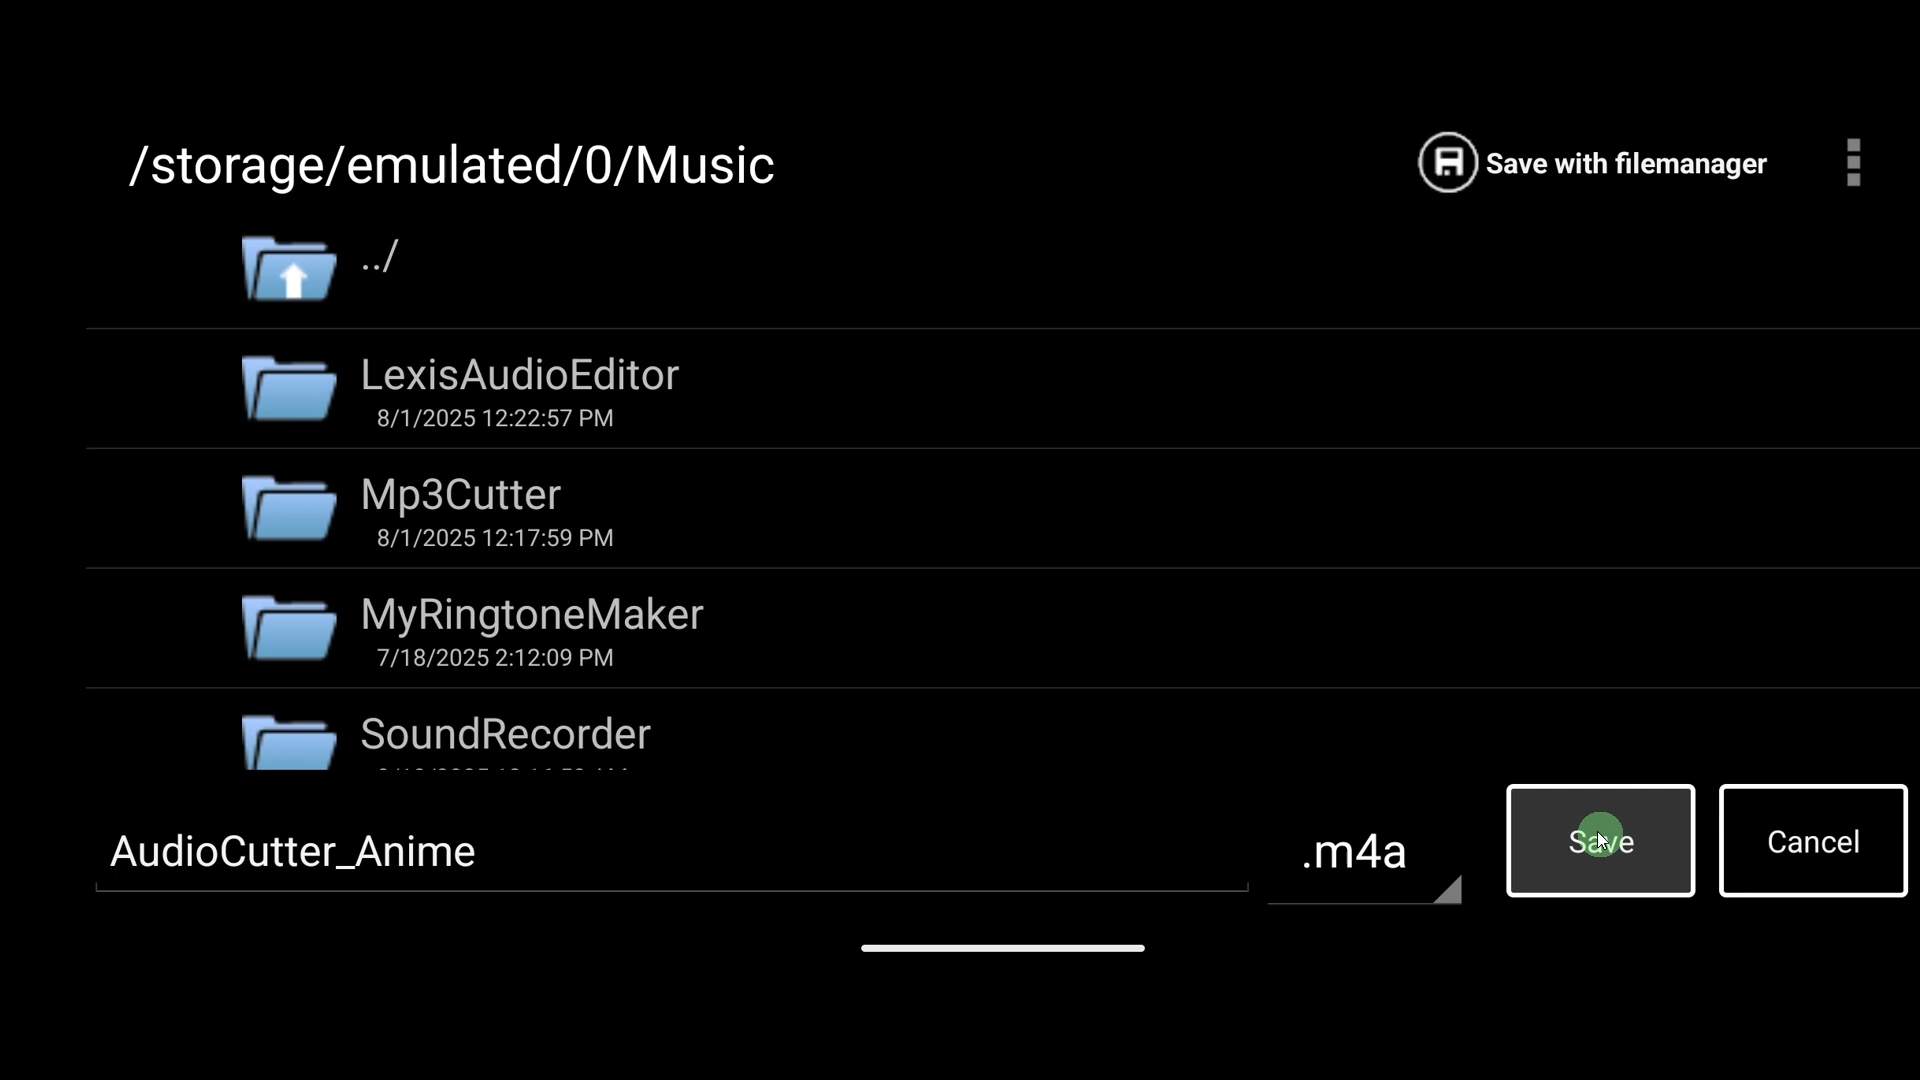 /storage/emulated/0/Music
Save with filemanager
../
LexisAudioEditor
8/1/2025 12:22:57 PM
Mp3Cutter
8/1/2025 12:17:59 PM
MyRingtoneMaker
7/18/2025 2:12:09 PM
SoundRecorder
AudioCutter_Anime
.m4a
Save
Cancel